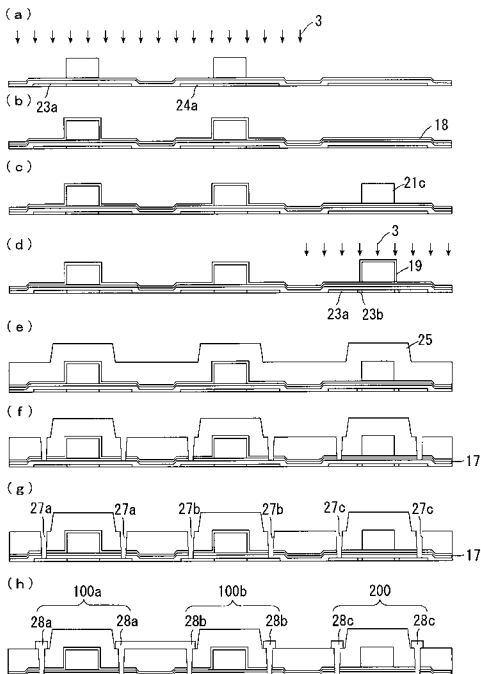 (a)
3
23a 24a
(b)
18
(c)
21c
(d)
3
19
23a 23b
(e)
25
(f)
17
(g)
27a 27a 27b 27b 27c 27c
17
(h)
100a 100b 200
28a 28a 28b 28b 28c 28c